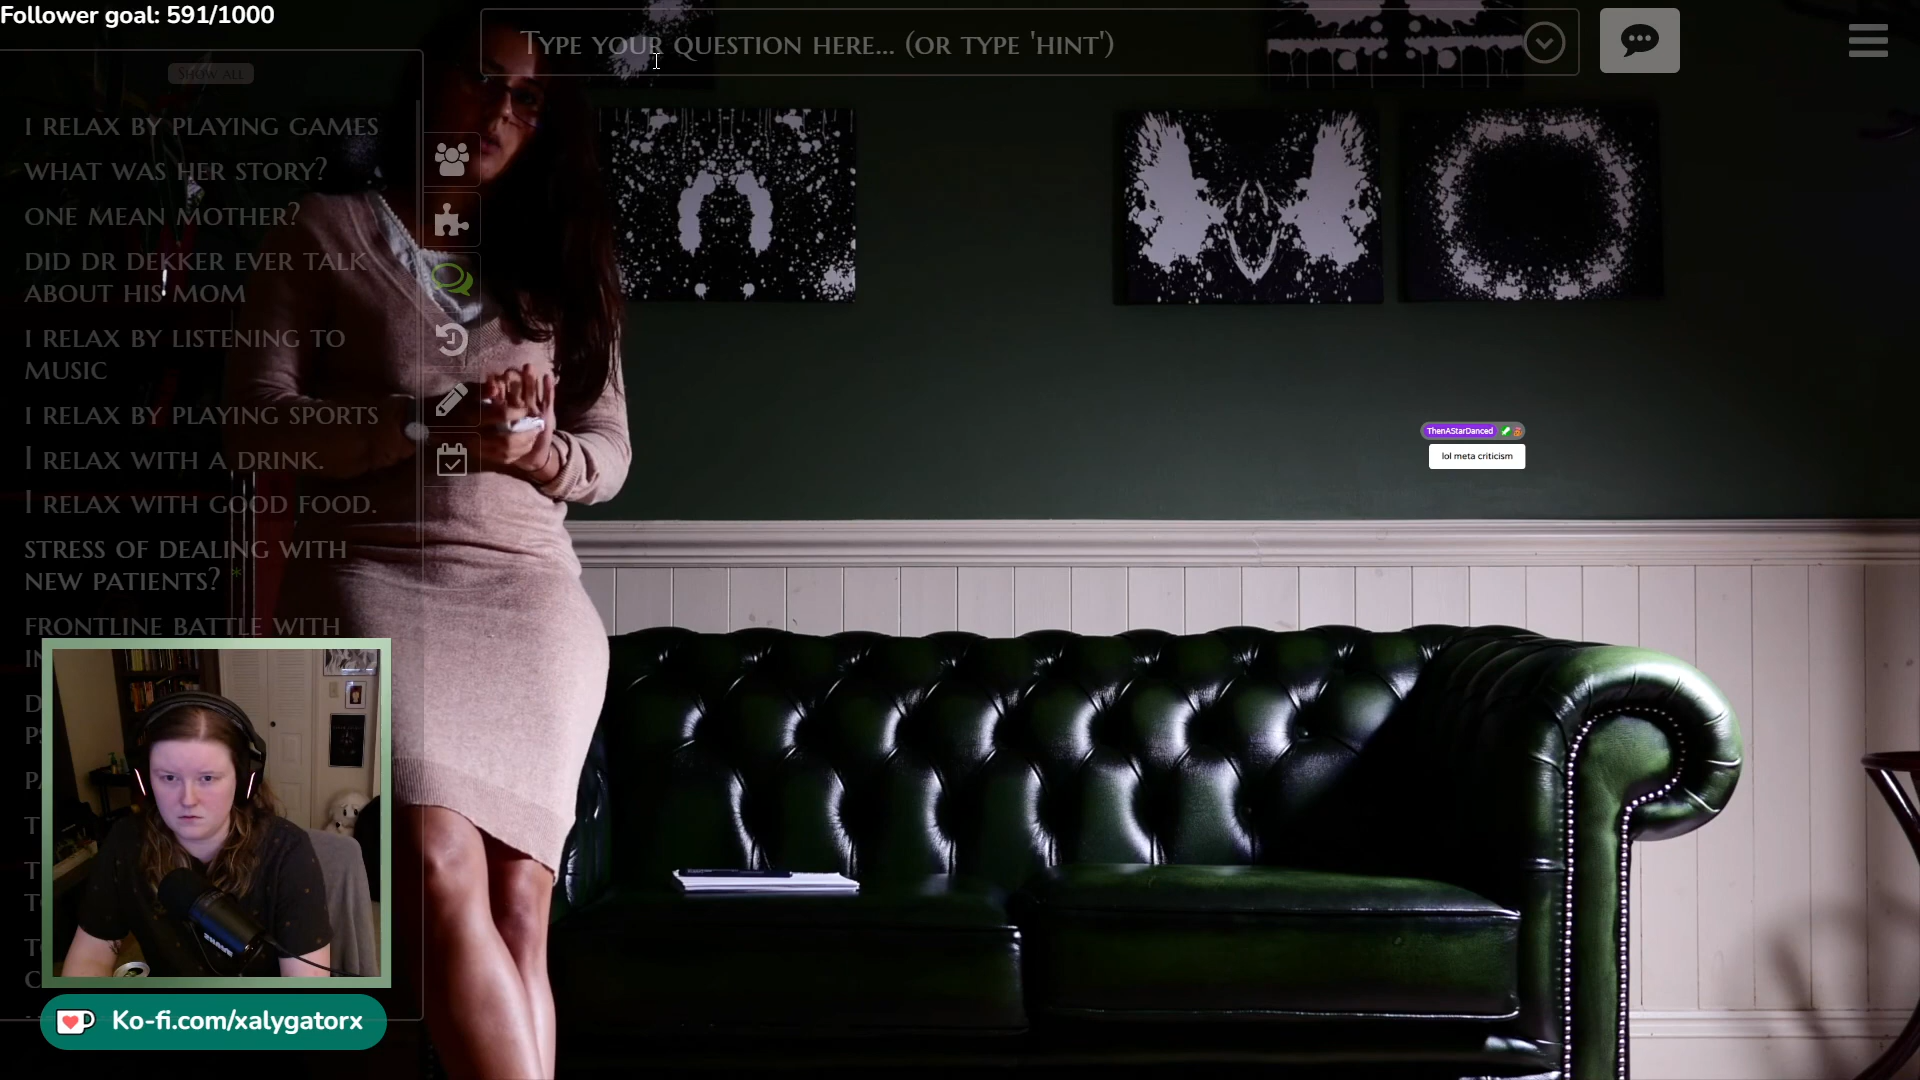 Follower goal: 591/1000
Type your question here... (or type 'hint')
Show all
I RELAX BY PLAYING GAMES
WHAT WAS HER STORY?
ONE MEAN MOTHER?
DID DR DEKKER EVER TALK
ABOUT HIS MOM
I RELAX BY LISTENING TO
MUSIC
I RELAX BY PLAYING SPORTS
I RELAX WITH A DRINK.
I RELAX WITH GOOD FOOD.
STRESS OF DEALING WITH
NEW PATIENTS? *
FRONTLINE BATTLE WITH
ThenAStarDanced
lol meta criticism
Ko-fi.com/xalygatorx